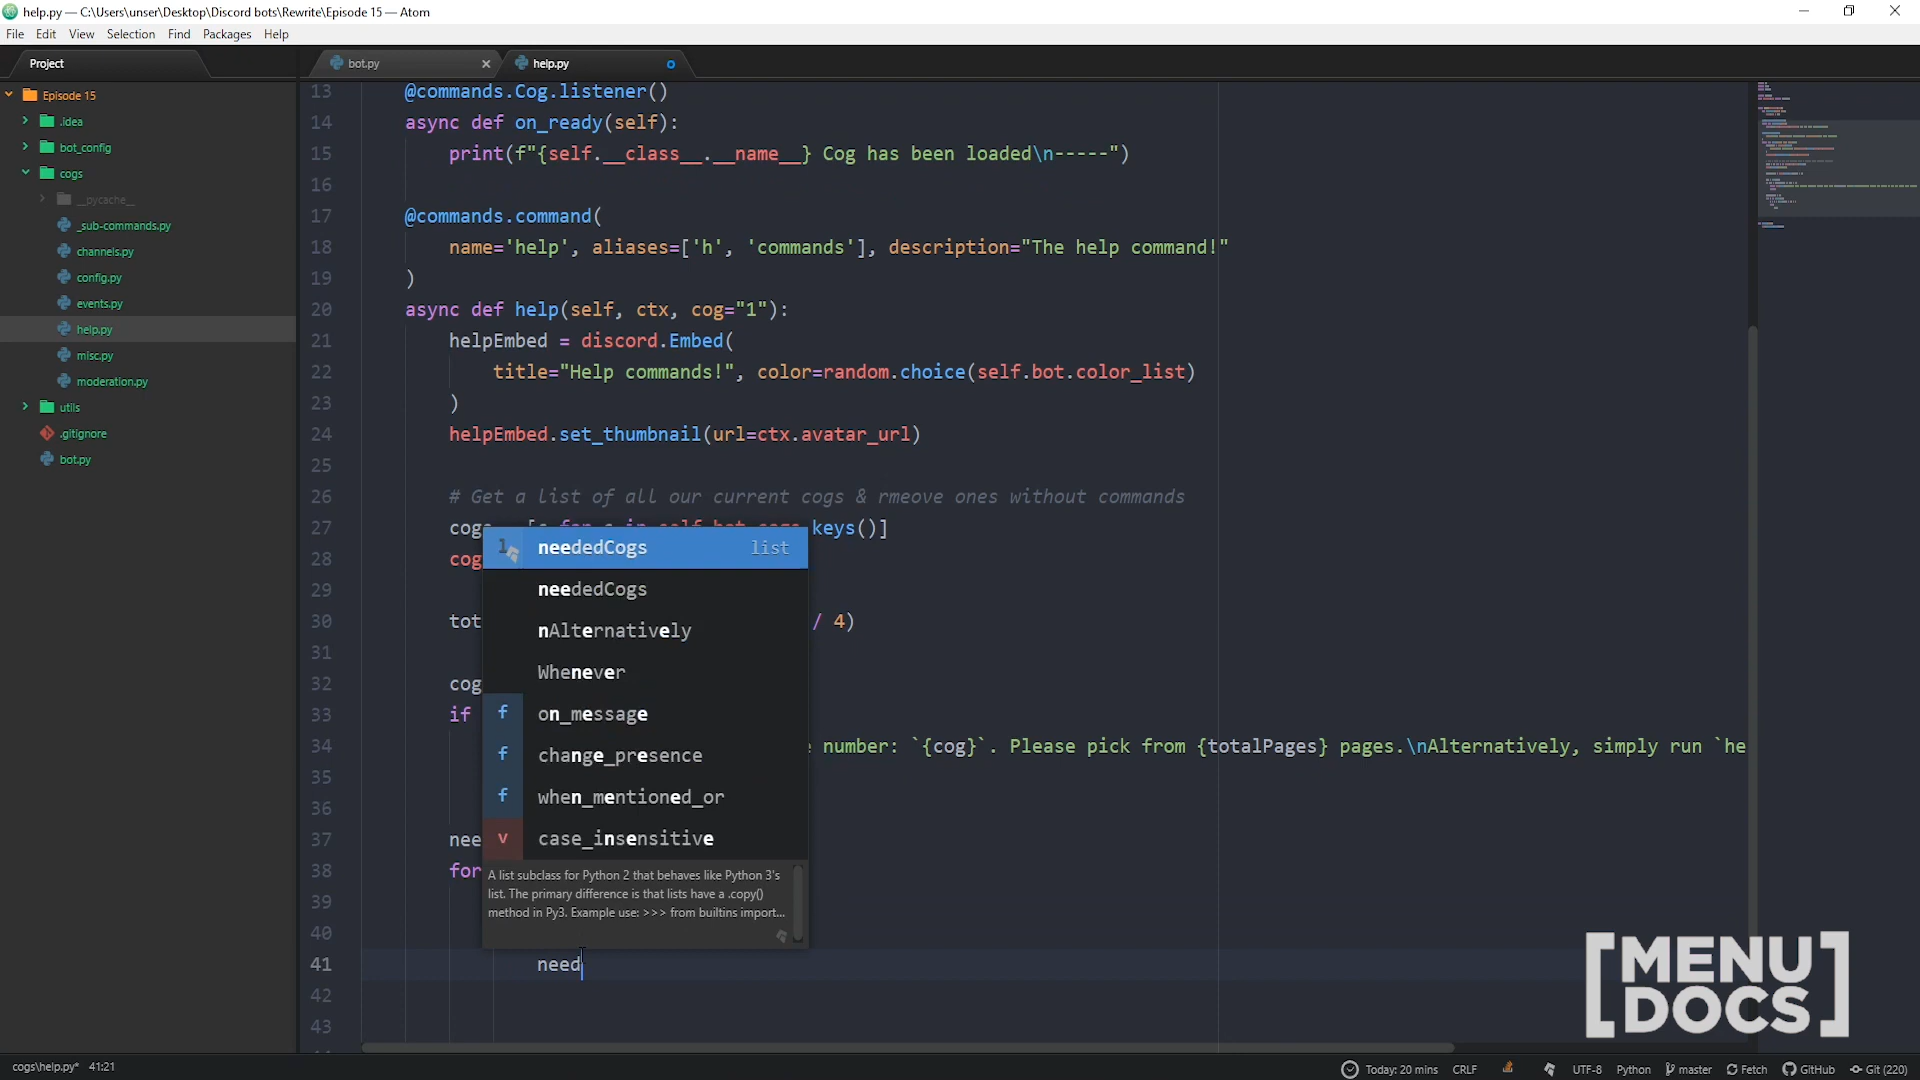 help.py — C:\Users\unser\Desktop\Discord bots\Rewrite\Episode 15 — Atom
File Edit View Selection Find Packages Help
Project
bot.py
help.py
Episode 15
.idea
bot_config
cogs
__pycache__
_sub-commands.py
channels.py
config.py
events.py
help.py
misc.py
moderation.py
utils
.gitignore
bot.py
13 @commands.Cog.listener()
14 async def on_ready(self):
15 print(f"{self.__class__.__name__} Cog has been loaded\n-----")
16
17 @commands.command(
18 name='help', aliases=['h', 'commands'], description="The help command!"
19 )
20 async def help(self, ctx, cog="1"):
21 helpEmbed = discord.Embed(
22 title="Help commands!", color=random.choice(self.bot.color_list)
23 )
24 helpEmbed.set_thumbnail(url=ctx.avatar_url)
25
26 # Get a list of all our current cogs & rmeove ones without commands
27 cogs = [c for c in self.bot.cogs.keys()]
28 cog
29
30 tot / 4)
31
32 cog
33 if
34 number: `{cog}`. Please pick from {totalPages} pages.\nAlternatively, simply run `he
35
36
37 nee
38 for
39
40
41 need
42
43
neededCogs list
neededCogs
nAlternatively
Whenever
f on_message
f change_presence
f when_mentioned_or
v case_insensitive
A list subclass for Python 2 that behaves like Python 3's
list. The primary difference is that lists have a .copy()
method in Py3. Example use: >>> from builtins import...
[MENU
DOCS]
cogs\help.py* 41:21
Today: 20 mins CRLF UTF-8 Python master Fetch GitHub Git (220)